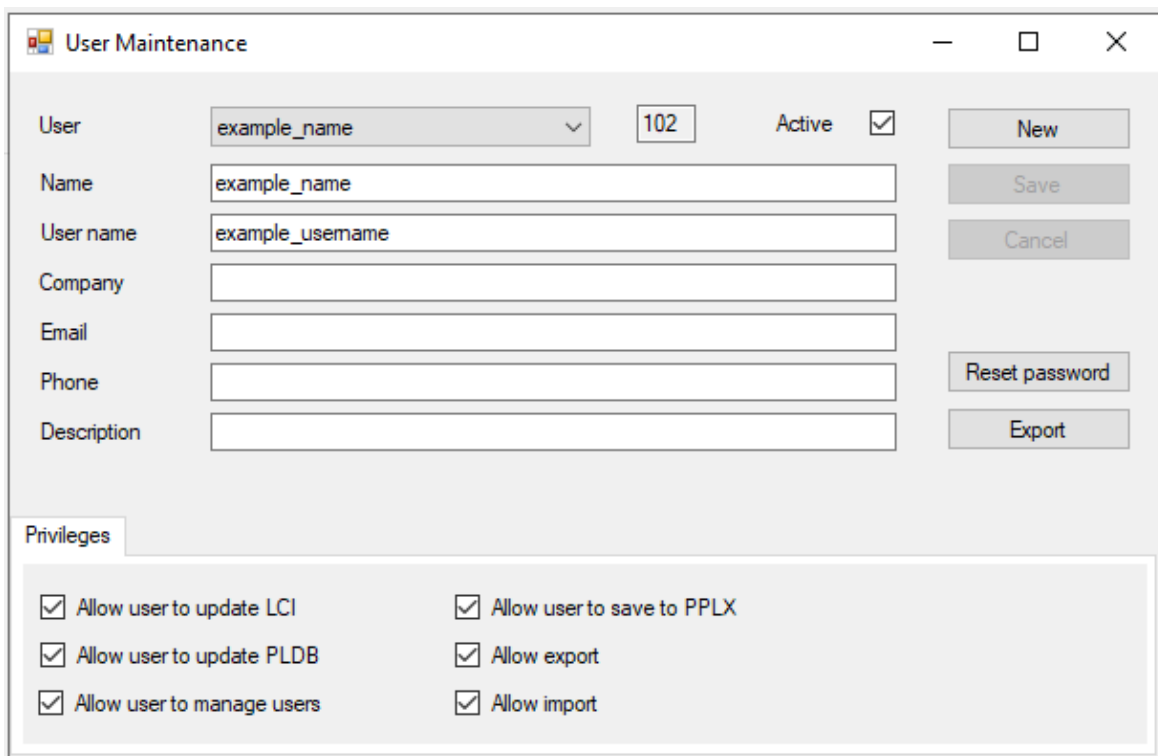 User Maintenance
User example_name 102 Active New
Name example_name Save
User name example_username Cancel
Company
Email
Phone Reset password
Description Export
Privileges
Allow user to update LCI Allow user to save to PPLX
Allow user to update PLDB Allow export
Allow user to manage users Allow import